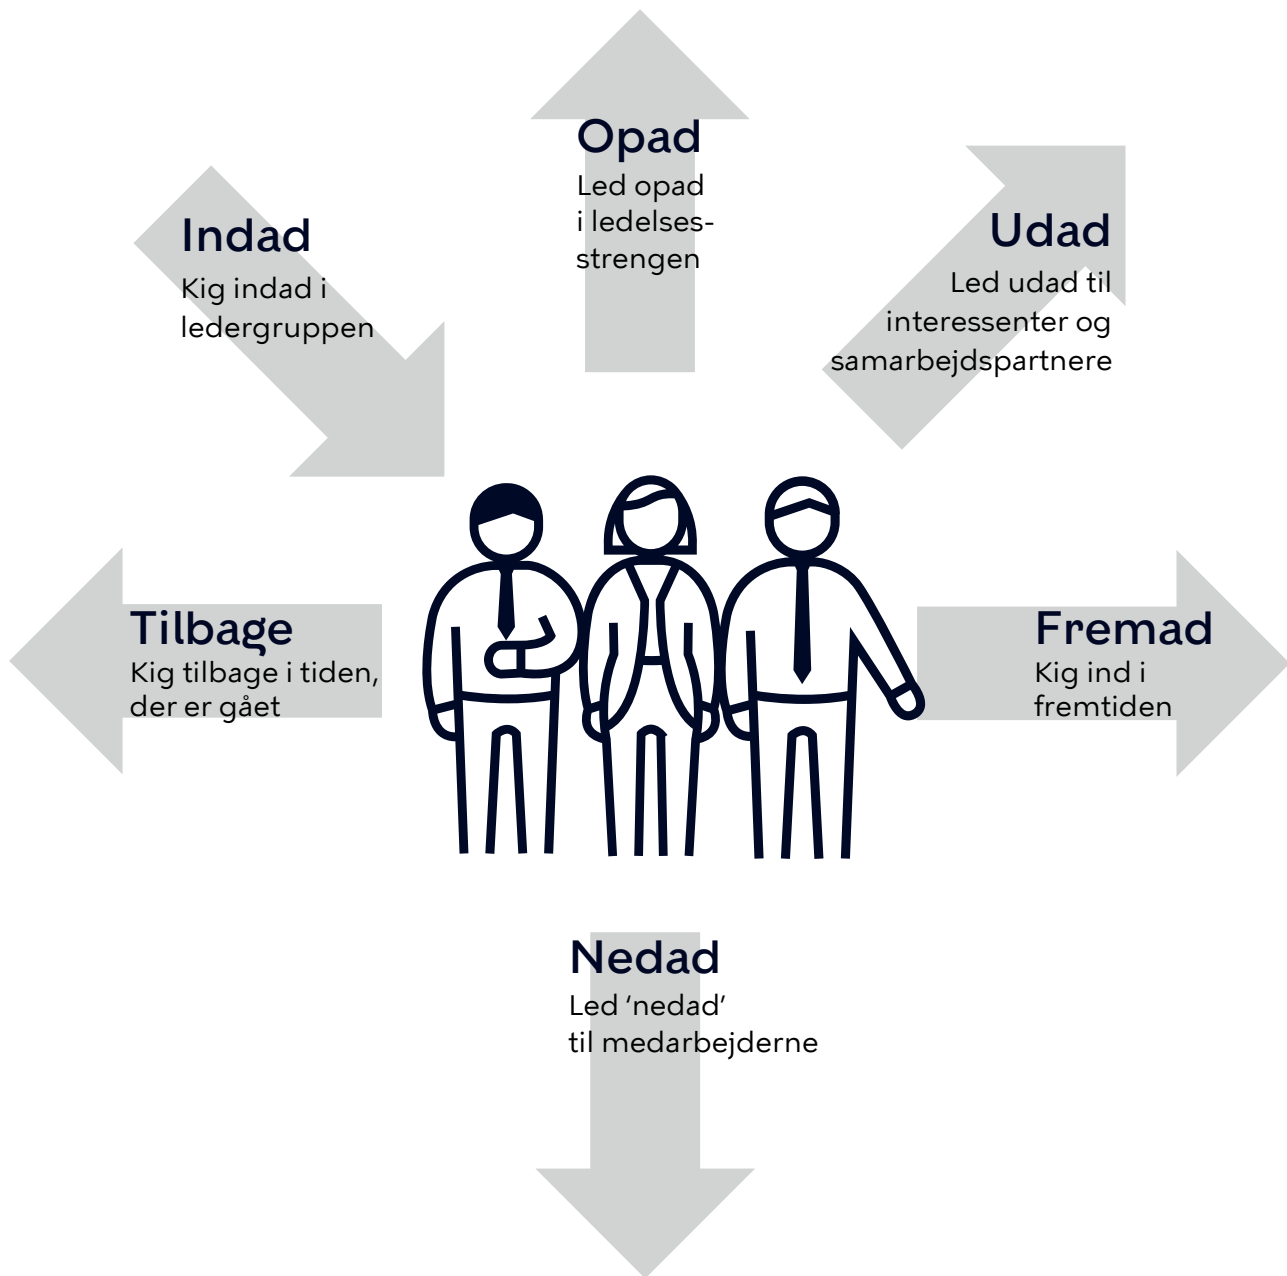 Opad
Led opad
i ledelses-
strengen
Indad
Kig indad i
ledergruppen
Udad
Led udad til
interessenter og
samarbejdspartnere
Tilbage
Kig tilbage i tiden,
der er gået
Fremad
Kig ind i
fremtiden
Nedad
Led ‘nedad’
til medarbejderne